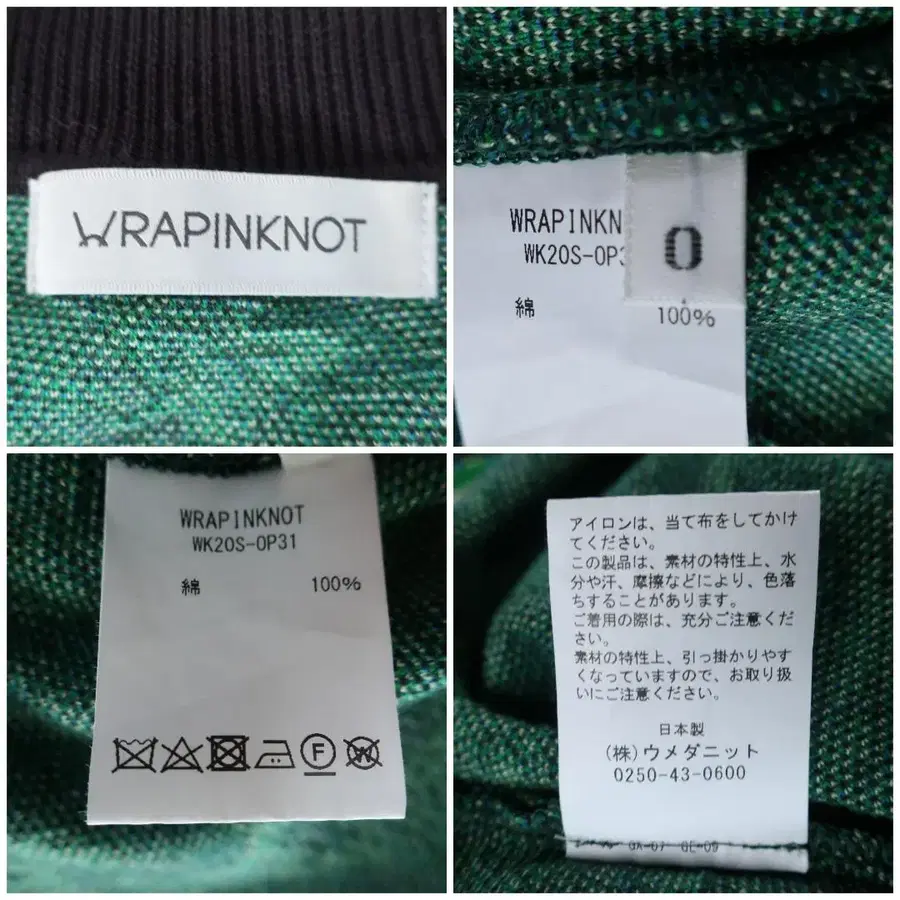 WRAPINKNOT
WRAPINKN
WK20S-OP3
0
綿 100%
WRAPINKNOT
WK20S-OP31
綿 100%
F
W
アイロンは、当て布をしてかけ
てください。
この製品は、素材の特性上、水
分や汗、摩擦などにより、色落
ちすることがあります。
ご着用の際は、充分ご注意くだ
さい。
素材の特性上、引っ掛かりやす
くなっていますので、お取り扱
いにご注意ください。
日本製
(株)ウメダニット
0250-43-0600